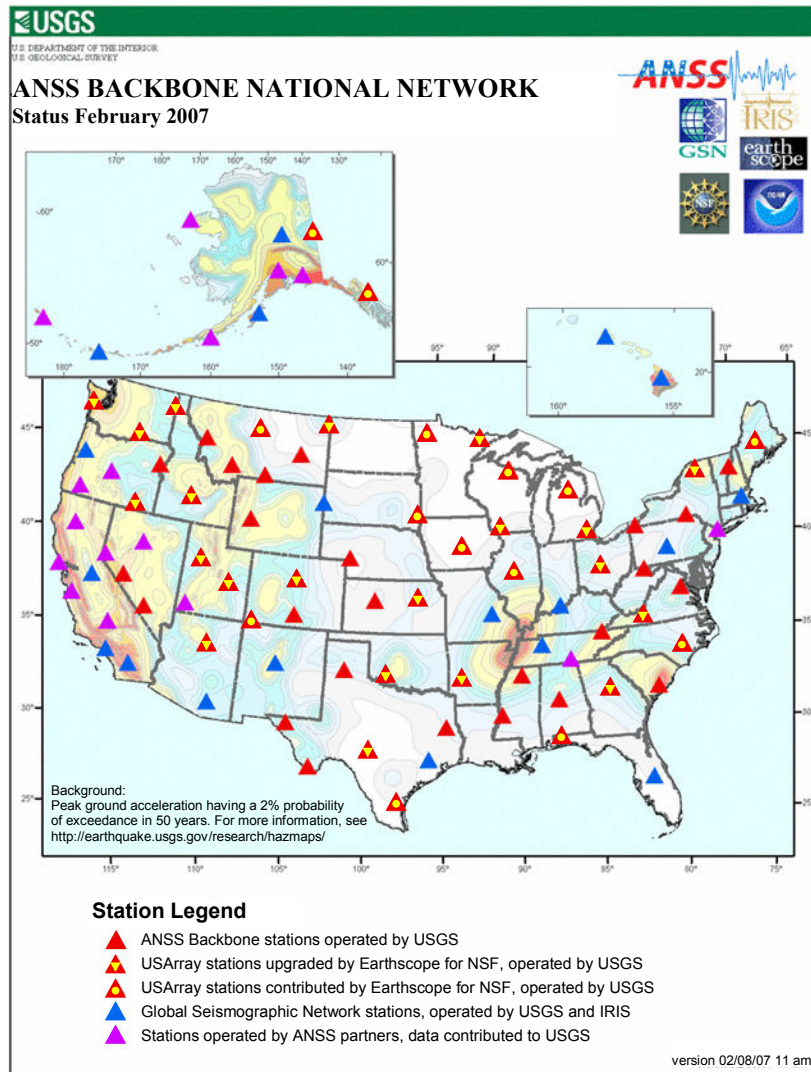 USGS
U.S. DEPARTMENT OF THE INTERIOR
U.S. GEOLOGICAL SURVEY
ANSS BACKBONE NATIONAL NETWORK
Status February 2007
ANSS
GSN
IRIS
earth
scope
NSF
170° 180° 170° 160° 150° 140° 130°
60°
60°
50°
180° 170° 160° 150° 140°
20°
160° 155°
95° 90° 70° 65°
45° 45°
40° 40°
35° 35°
30° 30°
25° 25°
Background:
Peak ground acceleration having a 2% probability
of exceedance in 50 years. For more information, see
http://earthquake.usgs.gov/research/hazmaps/
115° 110° 105° 100° 95° 90° 85° 80° 75°
Station Legend
ANSS Backbone stations operated by USGS
USArray stations upgraded by Earthscope for NSF, operated by USGS
USArray stations contributed by Earthscope for NSF, operated by USGS
Global Seismographic Network stations, operated by USGS and IRIS
Stations operated by ANSS partners, data contributed to USGS
version 02/08/07 11 am